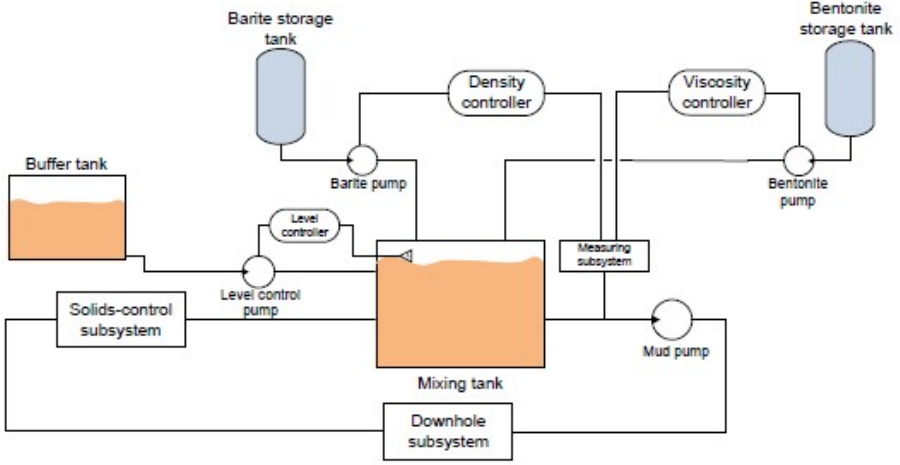 Barite storage
tank
Bentonite
storage tank
Density
controller
Viscosity
controller
Buffer tank
Barite pump
Bentonite
pump
Level
controller
Measuring
subsystem
Level control
pump
Solids-control
subsystem
Mud pump
Mixing tank
Downhole
subsystem